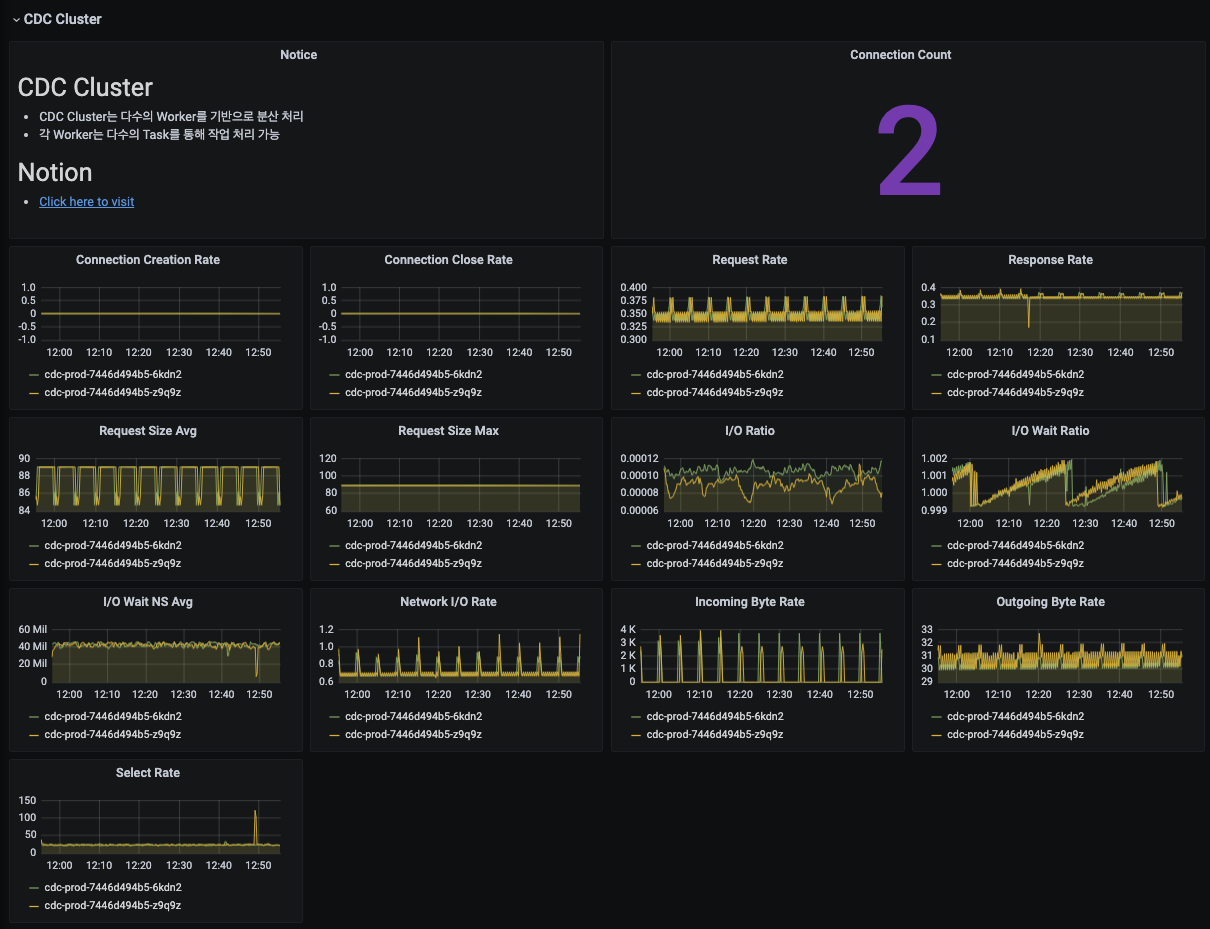 CDC Cluster
Notice
CDC Cluster
CDC Cluster는 다수의 Worker를 기반으로 분산 처리
각 Worker는 다수의 Task를 통해 작업 처리 가능
Notion
Click here to visit
Connection Count
2
Connection Creation Rate
1.0
0.5
0
-0.5
-1.0
12:00 12:10 12:20 12:30 12:40 12:50
cdc-prod-7446d494b5-6kdn2
cdc-prod-7446d494b5-z9q9z
Connection Close Rate
1.0
0.5
0
-0.5
-1.0
12:00 12:10 12:20 12:30 12:40 12:50
cdc-prod-7446d494b5-6kdn2
cdc-prod-7446d494b5-z9q9z
Request Rate
0.400
0.375
0.350
0.325
0.300
12:00 12:10 12:20 12:30 12:40 12:50
cdc-prod-7446d494b5-6kdn2
cdc-prod-7446d494b5-z9q9z
Response Rate
0.4
0.3
0.2
0.1
12:00 12:10 12:20 12:30 12:40 12:50
cdc-prod-7446d494b5-6kdn2
cdc-prod-7446d494b5-z9q9z
Request Size Avg
90
88
86
84
12:00 12:10 12:20 12:30 12:40 12:50
cdc-prod-7446d494b5-6kdn2
cdc-prod-7446d494b5-z9q9z
Request Size Max
120
100
80
60
12:00 12:10 12:20 12:30 12:40 12:50
cdc-prod-7446d494b5-6kdn2
cdc-prod-7446d494b5-z9q9z
I/O Ratio
0.00012
0.00010
0.00008
0.00006
12:00 12:10 12:20 12:30 12:40 12:50
cdc-prod-7446d494b5-6kdn2
cdc-prod-7446d494b5-z9q9z
I/O Wait Ratio
1.002
1.001
1.000
0.999
12:00 12:10 12:20 12:30 12:40 12:50
cdc-prod-7446d494b5-6kdn2
cdc-prod-7446d494b5-z9q9z
I/O Wait NS Avg
60 Mil
40 Mil
20 Mil
0
12:00 12:10 12:20 12:30 12:40 12:50
cdc-prod-7446d494b5-6kdn2
cdc-prod-7446d494b5-z9q9z
Network I/O Rate
1.2
1.0
0.8
0.6
12:00 12:10 12:20 12:30 12:40 12:50
cdc-prod-7446d494b5-6kdn2
cdc-prod-7446d494b5-z9q9z
Incoming Byte Rate
4 K
3 K
2 K
1 K
0
12:00 12:10 12:20 12:30 12:40 12:50
cdc-prod-7446d494b5-6kdn2
cdc-prod-7446d494b5-z9q9z
Outgoing Byte Rate
33
32
31
30
29
12:00 12:10 12:20 12:30 12:40 12:50
cdc-prod-7446d494b5-6kdn2
cdc-prod-7446d494b5-z9q9z
Select Rate
150
100
50
0
12:00 12:10 12:20 12:30 12:40 12:50
cdc-prod-7446d494b5-6kdn2
cdc-prod-7446d494b5-z9q9z